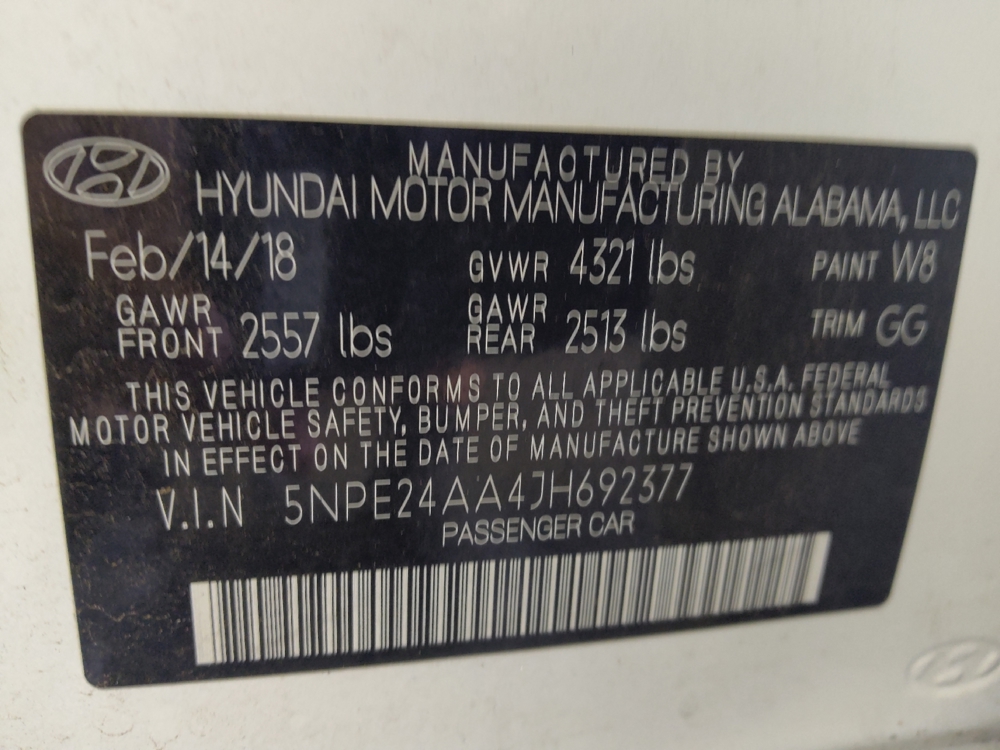 MANUFACTURED BY
HYUNDAI MOTOR MANUFACTURING ALABAMA, LLC
Feb/14/18 GVWR 4321 lbs PAINT W8
GAWR FRONT 2557 lbs GAWR REAR 2513 lbs TRIM GG
THIS VEHICLE CONFORMS TO ALL APPLICABLE U.S.A. FEDERAL
MOTOR VEHICLE SAFETY, BUMPER, AND THEFT PREVENTION STANDARDS
IN EFFECT ON THE DATE OF MANUFACTURE SHOWN ABOVE
V.I.N 5NPE24AA4JH692377
PASSENGER CAR